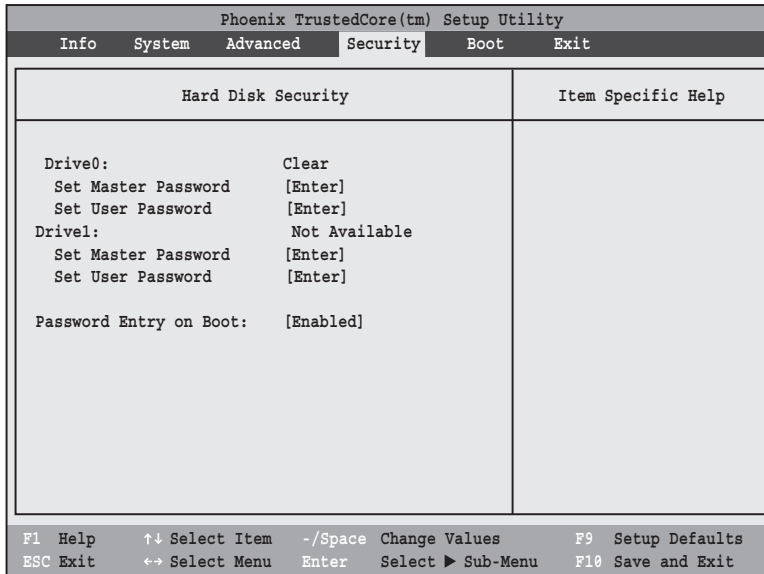 Phoenix TrustedCore(tm) Setup Utility
Info System Advanced Security Boot Exit
Hard Disk Security
Item Specific Help
Drive0: Clear
Set Master Password [Enter]
Set User Password [Enter]
Drive1: Not Available
Set Master Password [Enter]
Set User Password [Enter]
Password Entry on Boot: [Enabled]
F1 Help ↑↓ Select Item -/Space Change Values F9 Setup Defaults
ESC Exit ←→ Select Menu Enter Select ▶ Sub-Menu F10 Save and Exit